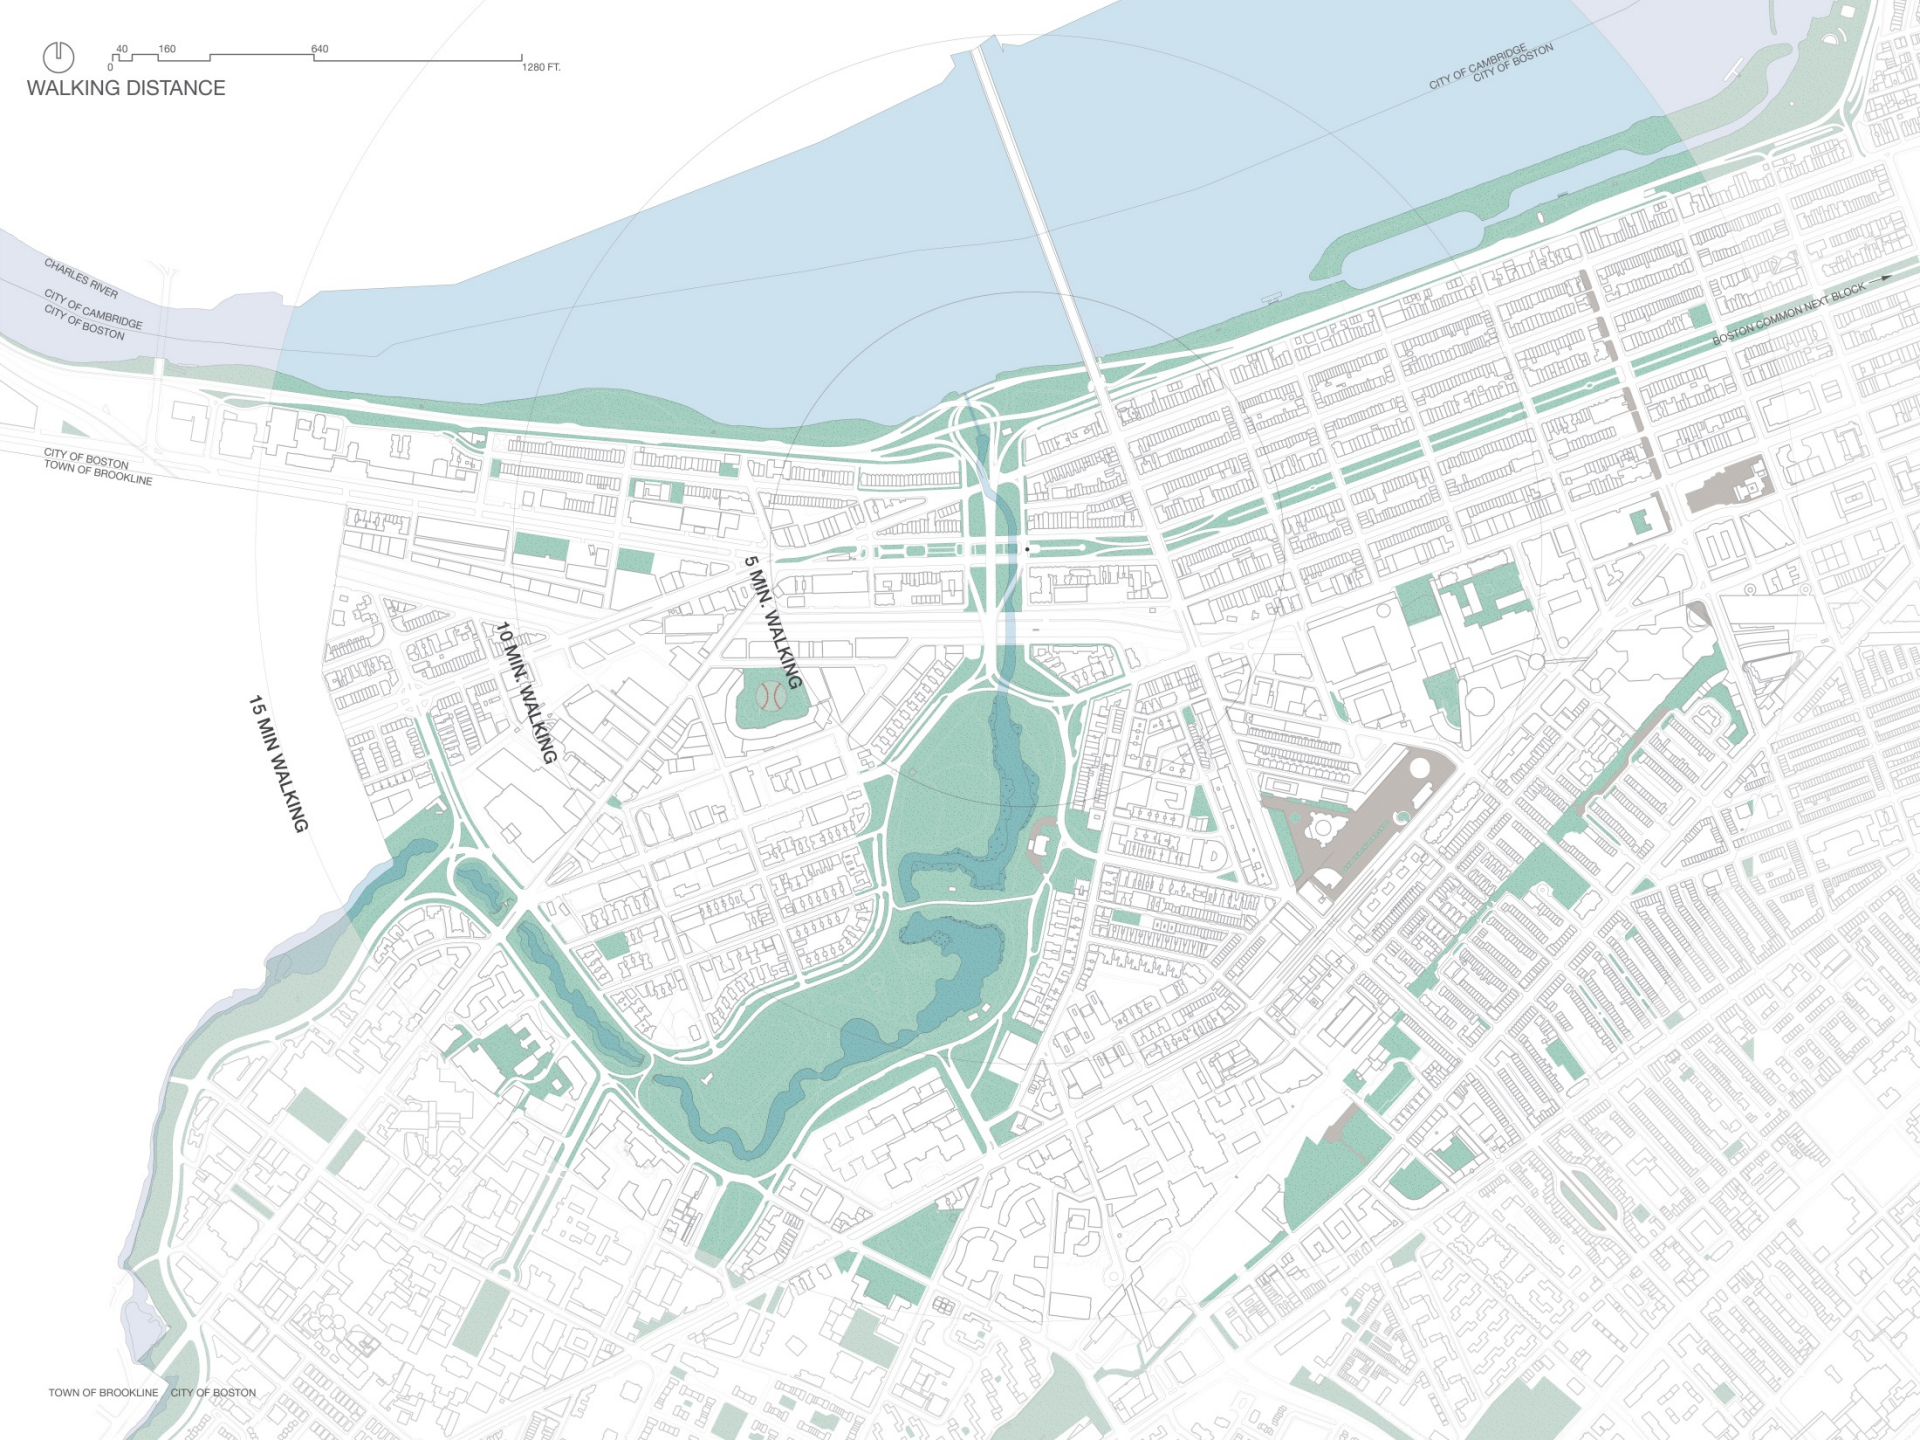 40 160 640
0 1280 FT.
WALKING DISTANCE
CITY OF CAMBRIDGE
CITY OF BOSTON
CHARLES RIVER
CITY OF CAMBRIDGE
CITY OF BOSTON
BOSTON COMMON NEXT BLOCK
CITY OF BOSTON
TOWN OF BROOKLINE
5 MIN. WALKING
10 MIN. WALKING
15 MIN WALKING
TOWN OF BROOKLINE CITY OF BOSTON